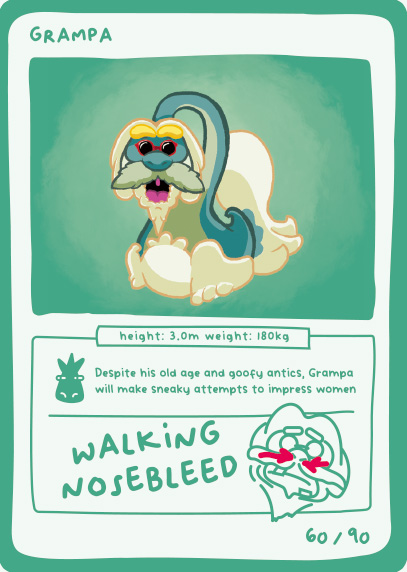 GRAMPA
height: 3.0m weight: 180kg
Despite his old age and goofy antics, Grampa
will make sneaky attempts to impress women
WALKING
NOSEBLEED
60 / 90